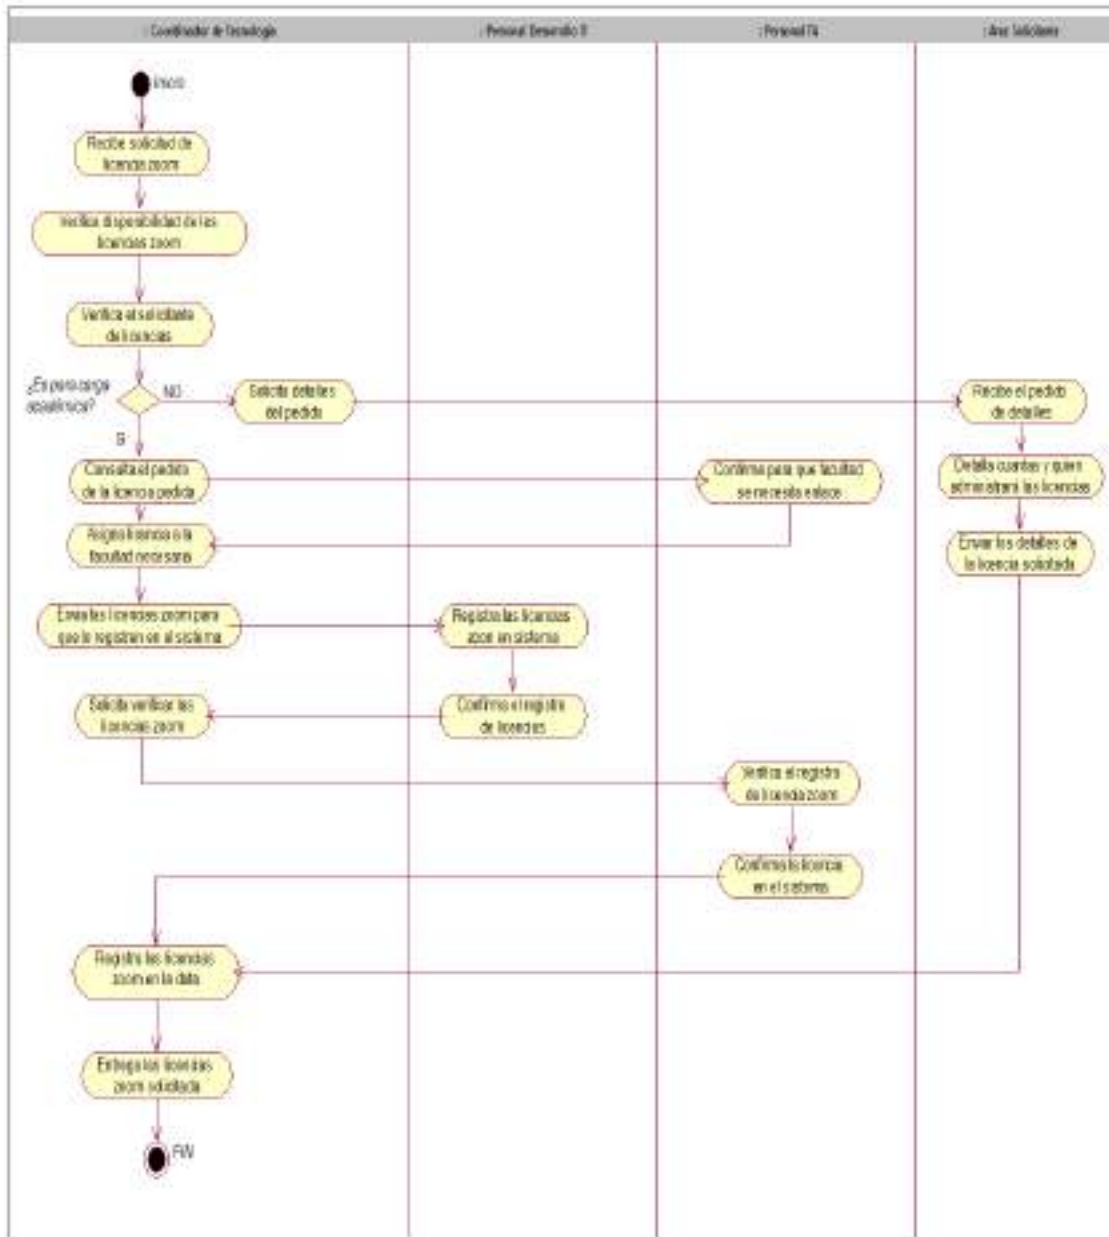 : Coordinador de Tecnología
: Personal Desarrollo TI
: Personal
: Area Solicitante
Inicio
Recibe solicitud de
licencia zoom
Verifica disponibilidad de las
licencias zoom
Verifica el solicitante
de licencias
¿Es para carga
académica?
NO
SI
Solicita detalles
del pedido
Recibe el pedido
de detalles
Consulta el pedido
de la licencia pedida
Confirma para que facultad
se necesita enlace
Detalla cuantas y quien
administrará las licencias
Asigna licencia a la
facultad necesaria
Enviar los detalles de
la licencia solicitada
Envia las licencias zoom para
que lo registren en el sistema
Registra las licencias
zoom en sistema
Solicita verificar las
licencias zoom
Confirma el registro
de licencias
Verifica el registro
de licencia zoom
Confirma la licencia
en el sistema
Registra las licencias
zoom en la data
Entrega las licencias
zoom solicitada
FIN